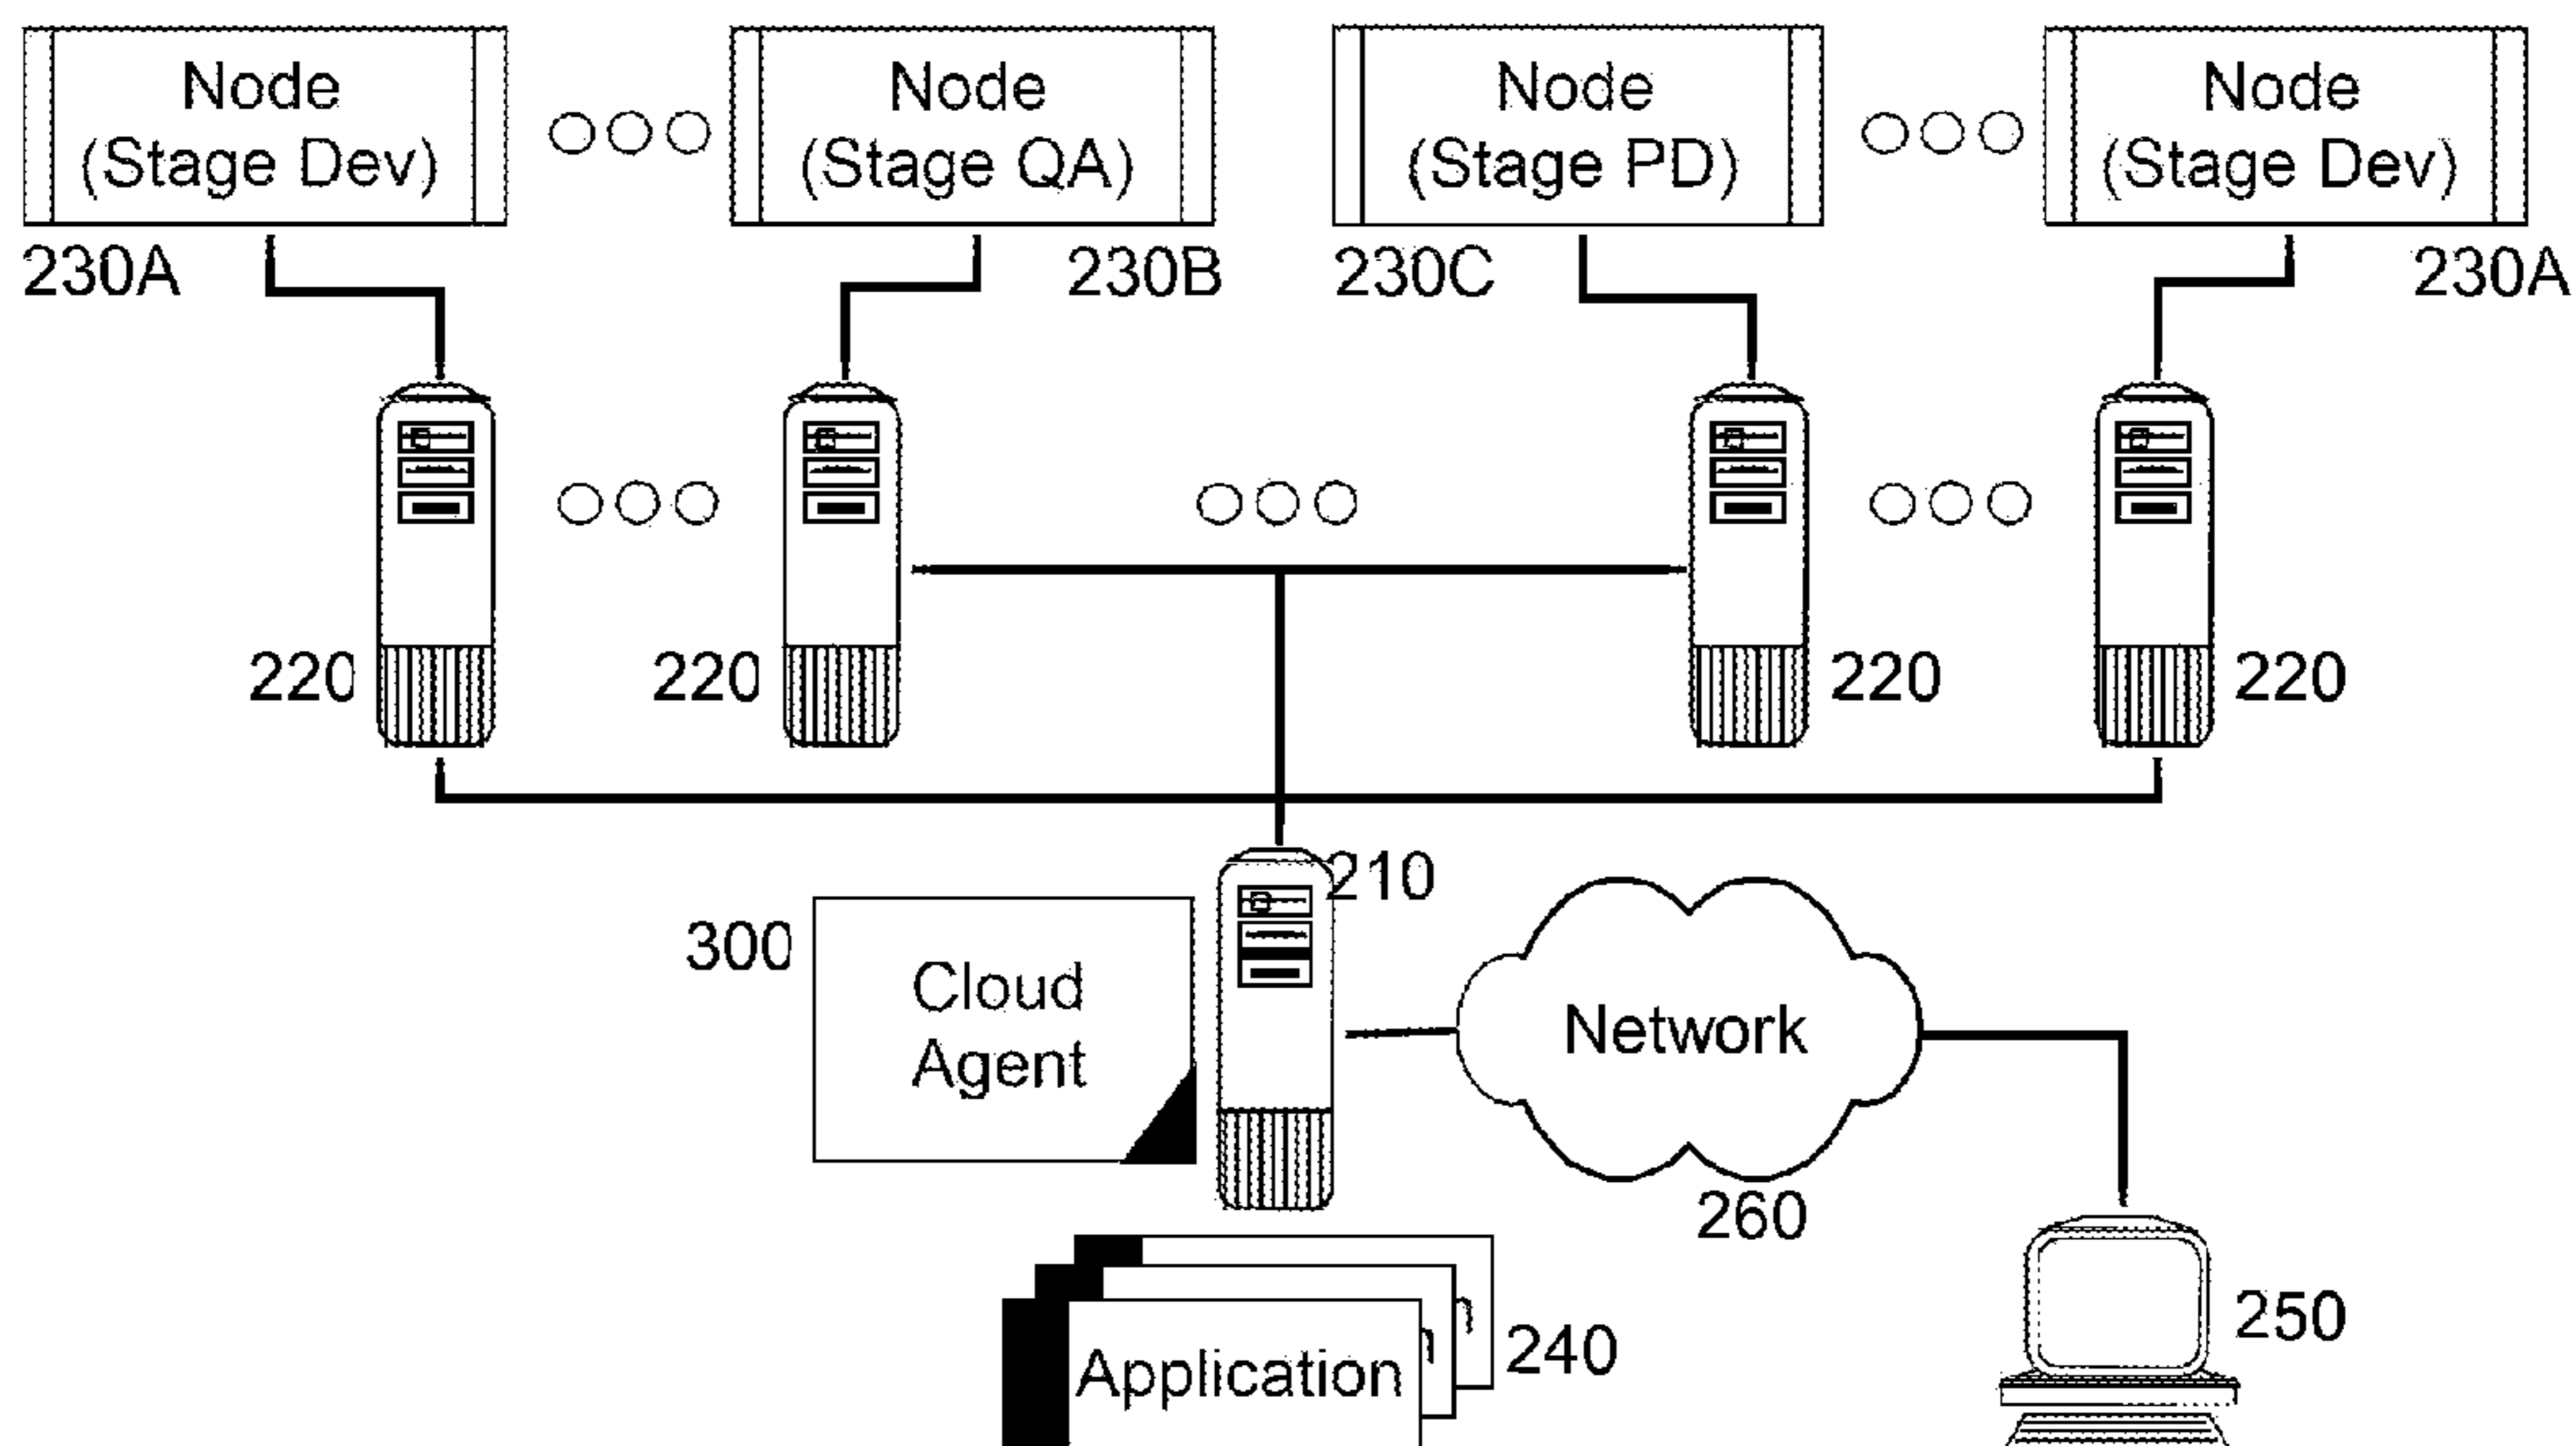 Node
(Stage Dev)
Node
(Stage QA)
Node
(Stage PD)
Node
(Stage Dev)
230A
230B
230C
230A
220
220
220
220
210
300
Cloud
Agent
Network
260
250
240
Application